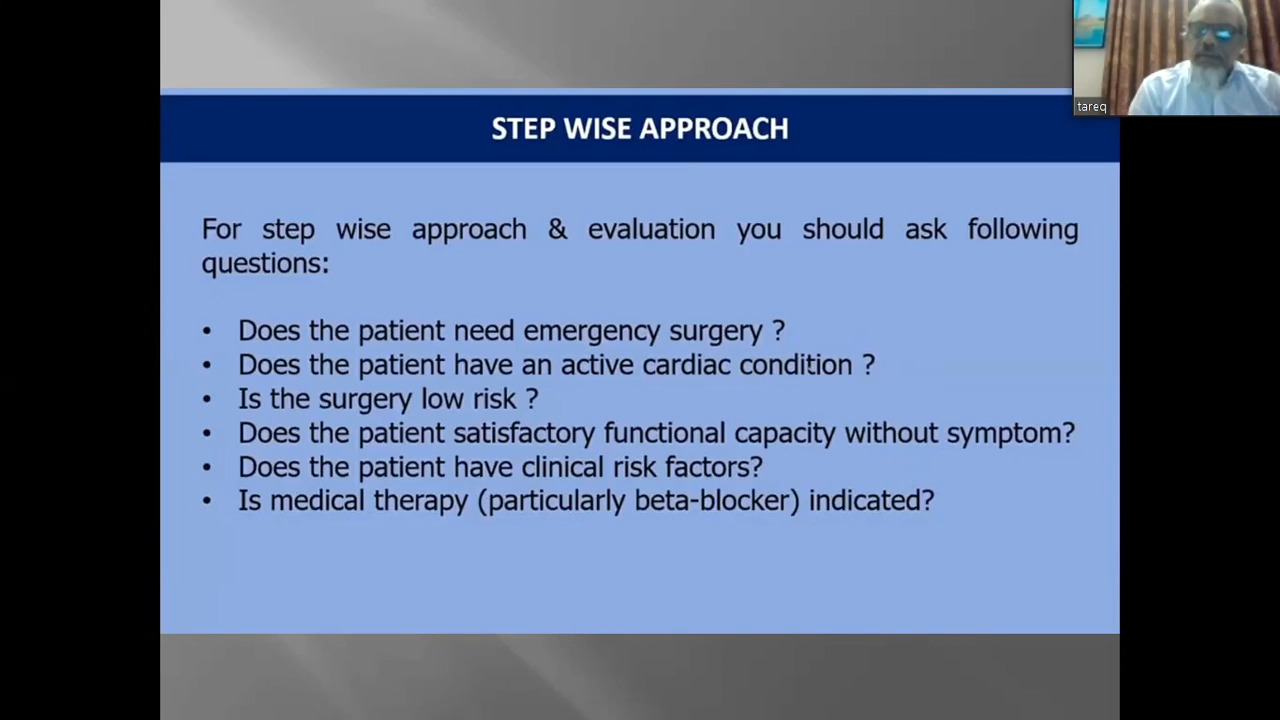 STEP WISE APPROACH
tareq
For step wise approach & evaluation you should ask following
questions:
• Does the patient need emergency surgery ?
• Does the patient have an active cardiac condition ?
• Is the surgery low risk ?
• Does the patient satisfactory functional capacity without symptom?
• Does the patient have clinical risk factors?
• Is medical therapy (particularly beta-blocker) indicated?